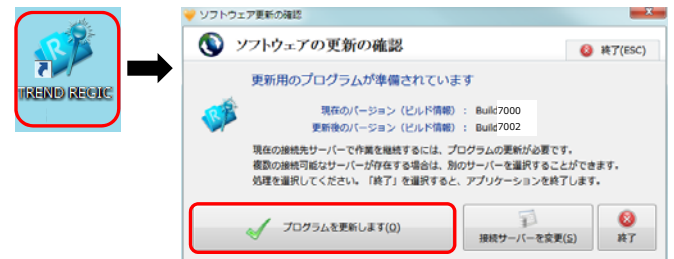 TREND REGIC
ソフトウェア更新の確認
ソフトウェアの更新の確認
終了(ESC)
更新用のプログラムが準備されています
現在のバージョン（ビルド情報）： Build7000
更新後のバージョン（ビルド情報）： Build7002
現在の接続先サーバーで作業を継続するには、プログラムの更新が必要です。
複数の接続可能なサーバーが存在する場合は、別のサーバーを選択することができます。
処理を選択してください。「終了」を選択すると、アプリケーションを終了します。
プログラムを更新します(O)
接続サーバーを変更(S)
終了